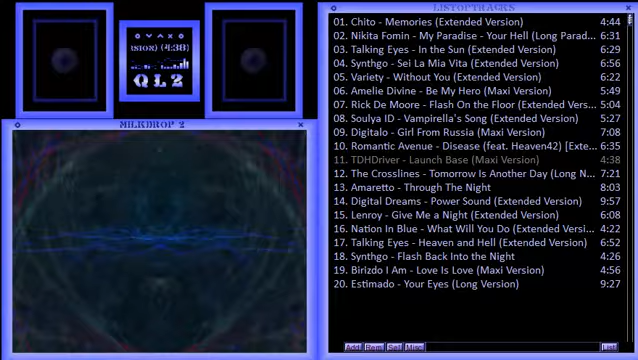 (SION) (4:38)
QL2
MILKDROP 2
LIST OF TRACKS
01. Chito - Memories (Extended Version) 4:44
02. Nikita Fomin - My Paradise - Your Hell (Long Parad... 6:31
03. Talking Eyes - In the Sun (Extended Version) 6:29
04. Synthgo - Sei La Mia Vita (Extended Version) 6:56
05. Variety - Without You (Extended Version) 6:22
06. Amelie Divine - Be My Hero (Maxi Version) 5:49
07. Rick De Moore - Flash On the Floor (Extended Vers... 5:04
08. Soulya ID - Vampirella's Song (Extended Version) 5:27
09. Digitalo - Girl From Russia (Maxi Version) 7:08
10. Romantic Avenue - Disease (feat. Heaven42) [Exte... 6:35
11. TDHDriver - Launch Base (Maxi Version) 4:38
12. The Crosslines - Tomorrow Is Another Day (Long N... 7:21
13. Amaretto - Through The Night 8:03
14. Digital Dreams - Power Sound (Extended Version) 9:57
15. Lenroy - Give Me a Night (Extended Version) 6:08
16. Nation In Blue - What Will You Do (Extended Versi... 4:22
17. Talking Eyes - Heaven and Hell (Extended Version) 6:52
18. Synthgo - Flash Back Into the Night 4:26
19. Birizdo I Am - Love Is Love (Maxi Version) 4:56
20. Estimado - Your Eyes (Long Version) 9:27
Add Rem Sel Misc List